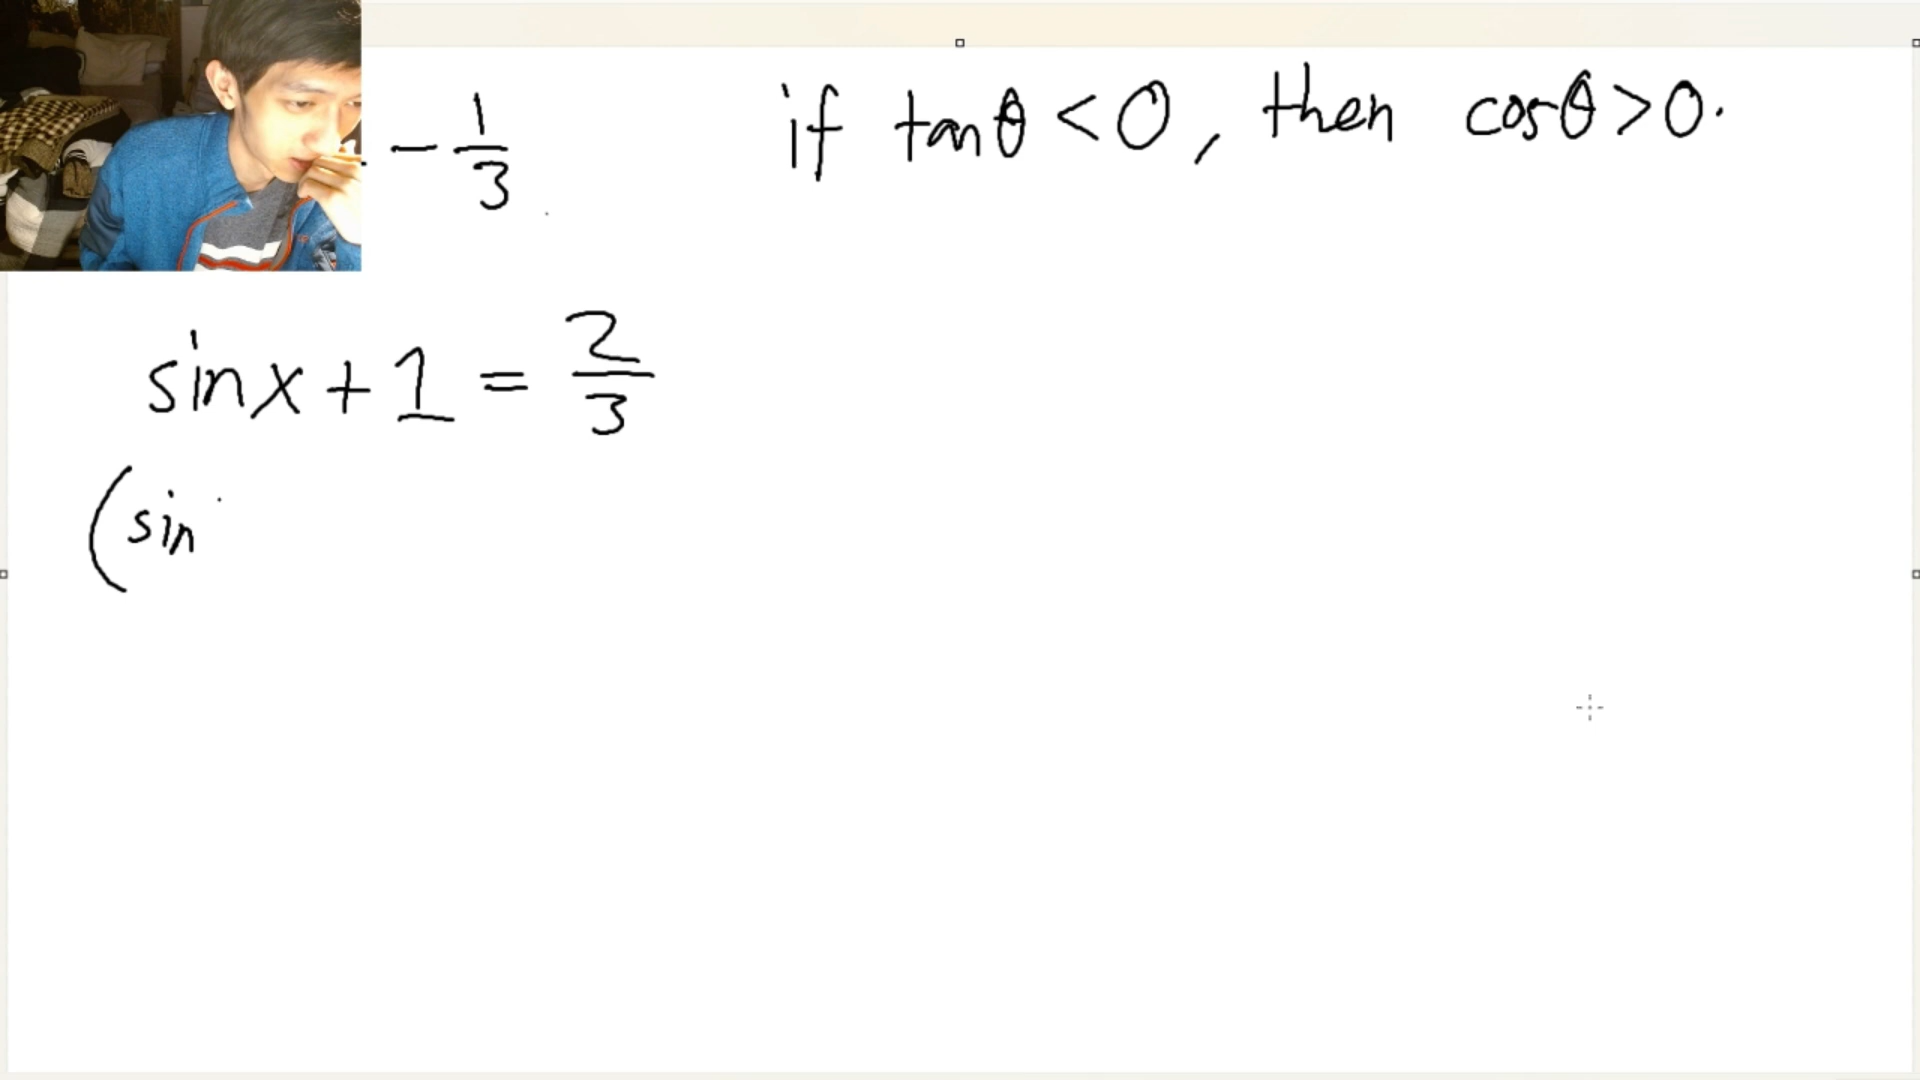 - 1/3
if tanθ < 0, then cosθ > 0.
sinx + 1 = 2/3
(sin